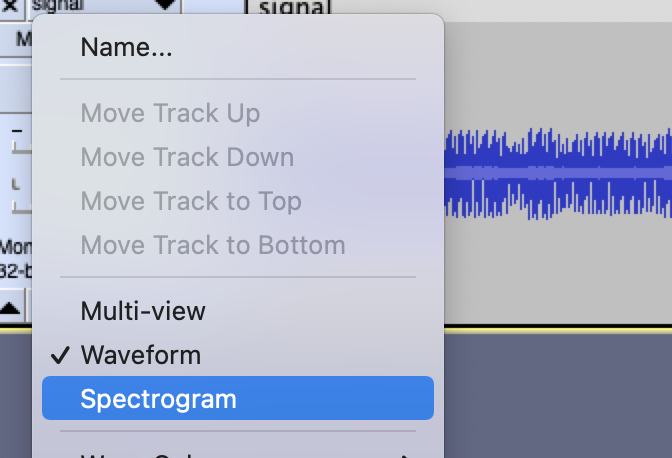 signal
signal
M
Name...
Move Track Up
Move Track Down
Move Track to Top
Move Track to Bottom
Mon
32-b
Multi-view
Waveform
Spectrogram